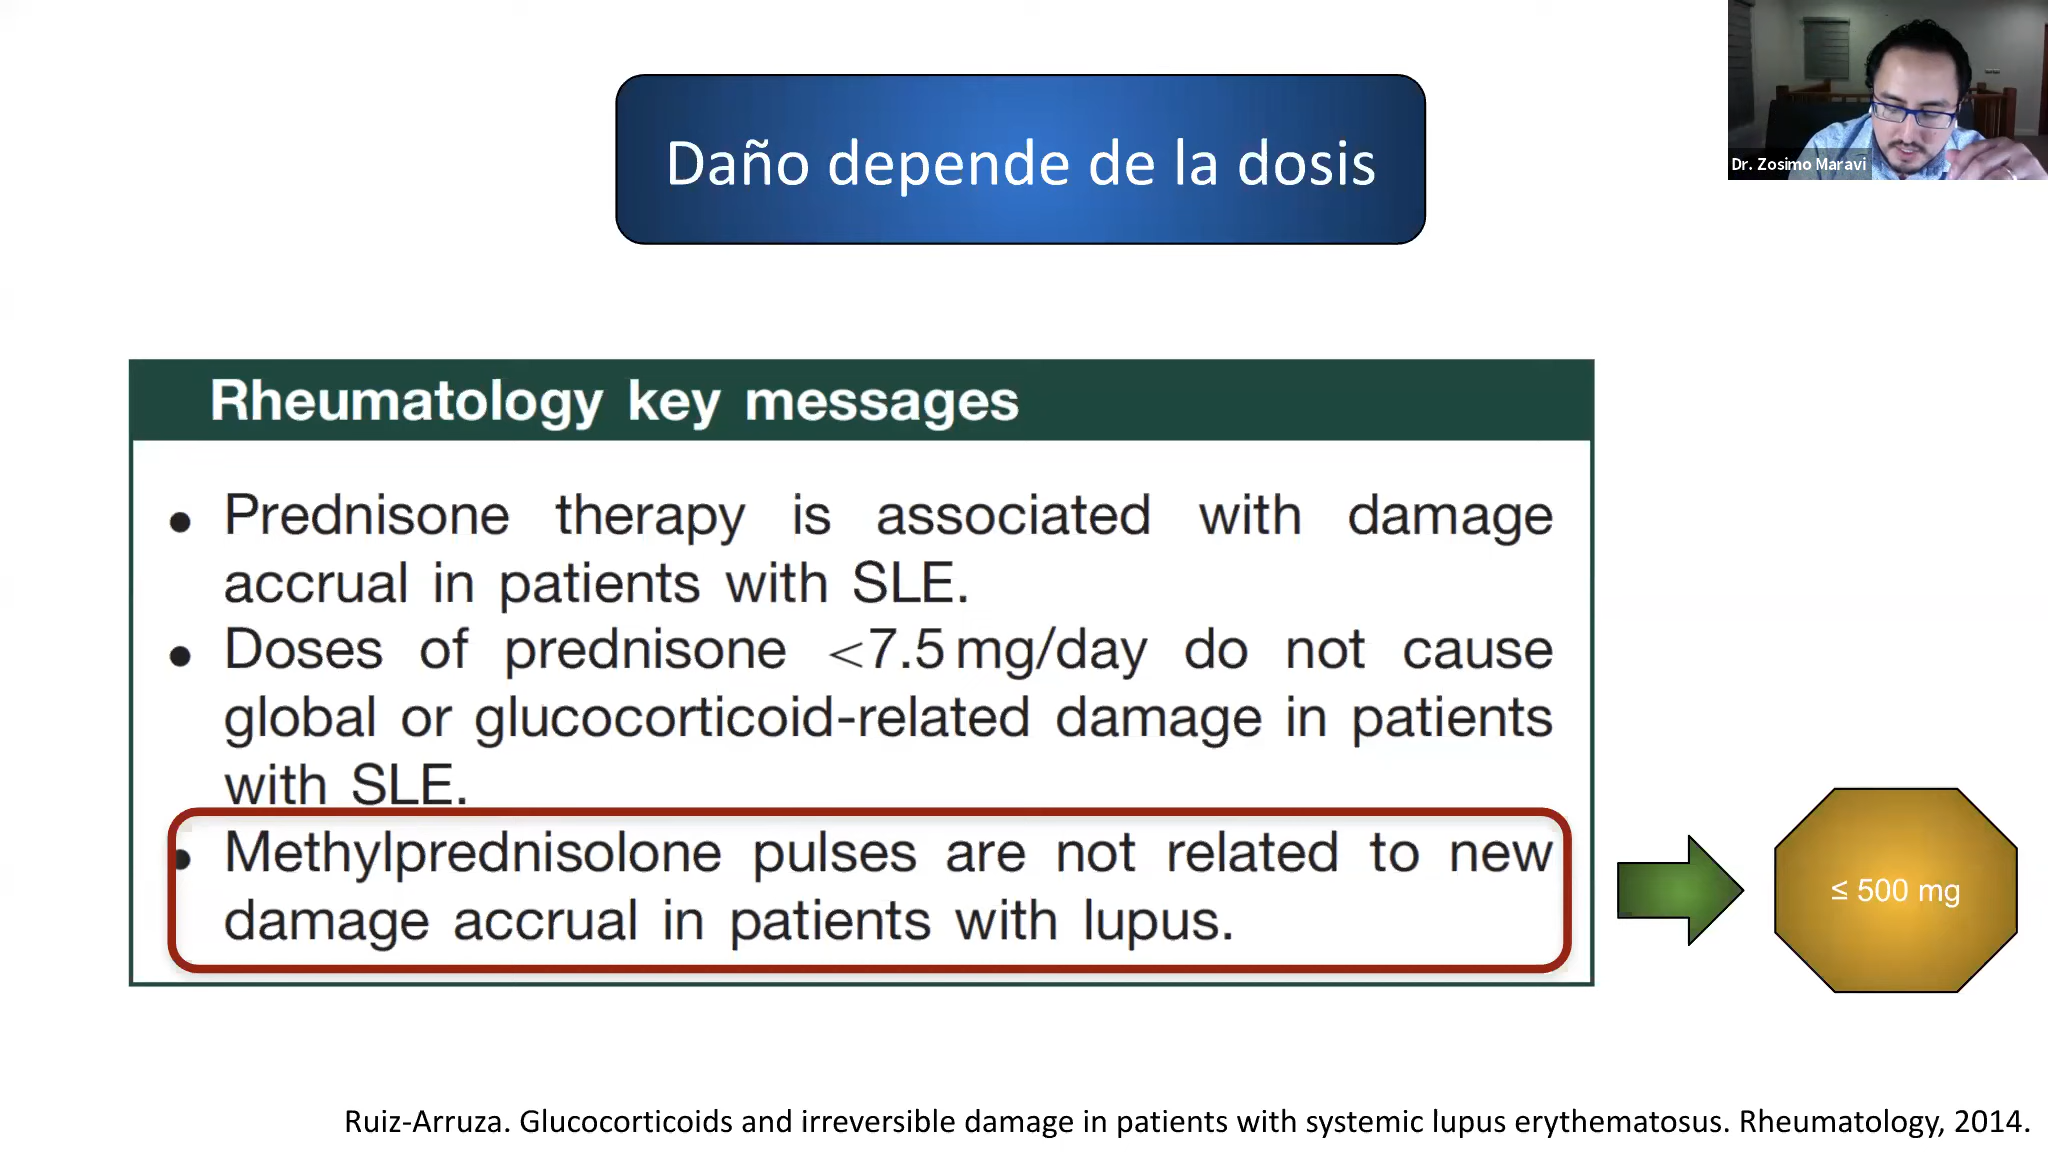 Daño depende de la dosis
Dr. Zosimo Maravi
Rheumatology key messages
• Prednisone therapy is associated with damage
accrual in patients with SLE.
• Doses of prednisone <7.5 mg/day do not cause
global or glucocorticoid-related damage in patients
with SLE.
• Methylprednisolone pulses are not related to new
damage accrual in patients with lupus.
≤ 500 mg
Ruiz-Arruza. Glucocorticoids and irreversible damage in patients with systemic lupus erythematosus. Rheumatology, 2014.